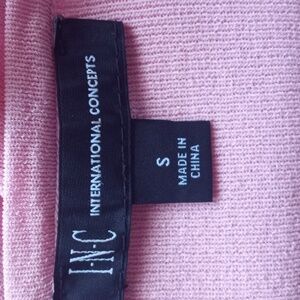 I·N·C INTERNATIONAL CONCEPTS
S
MADE IN
CHINA